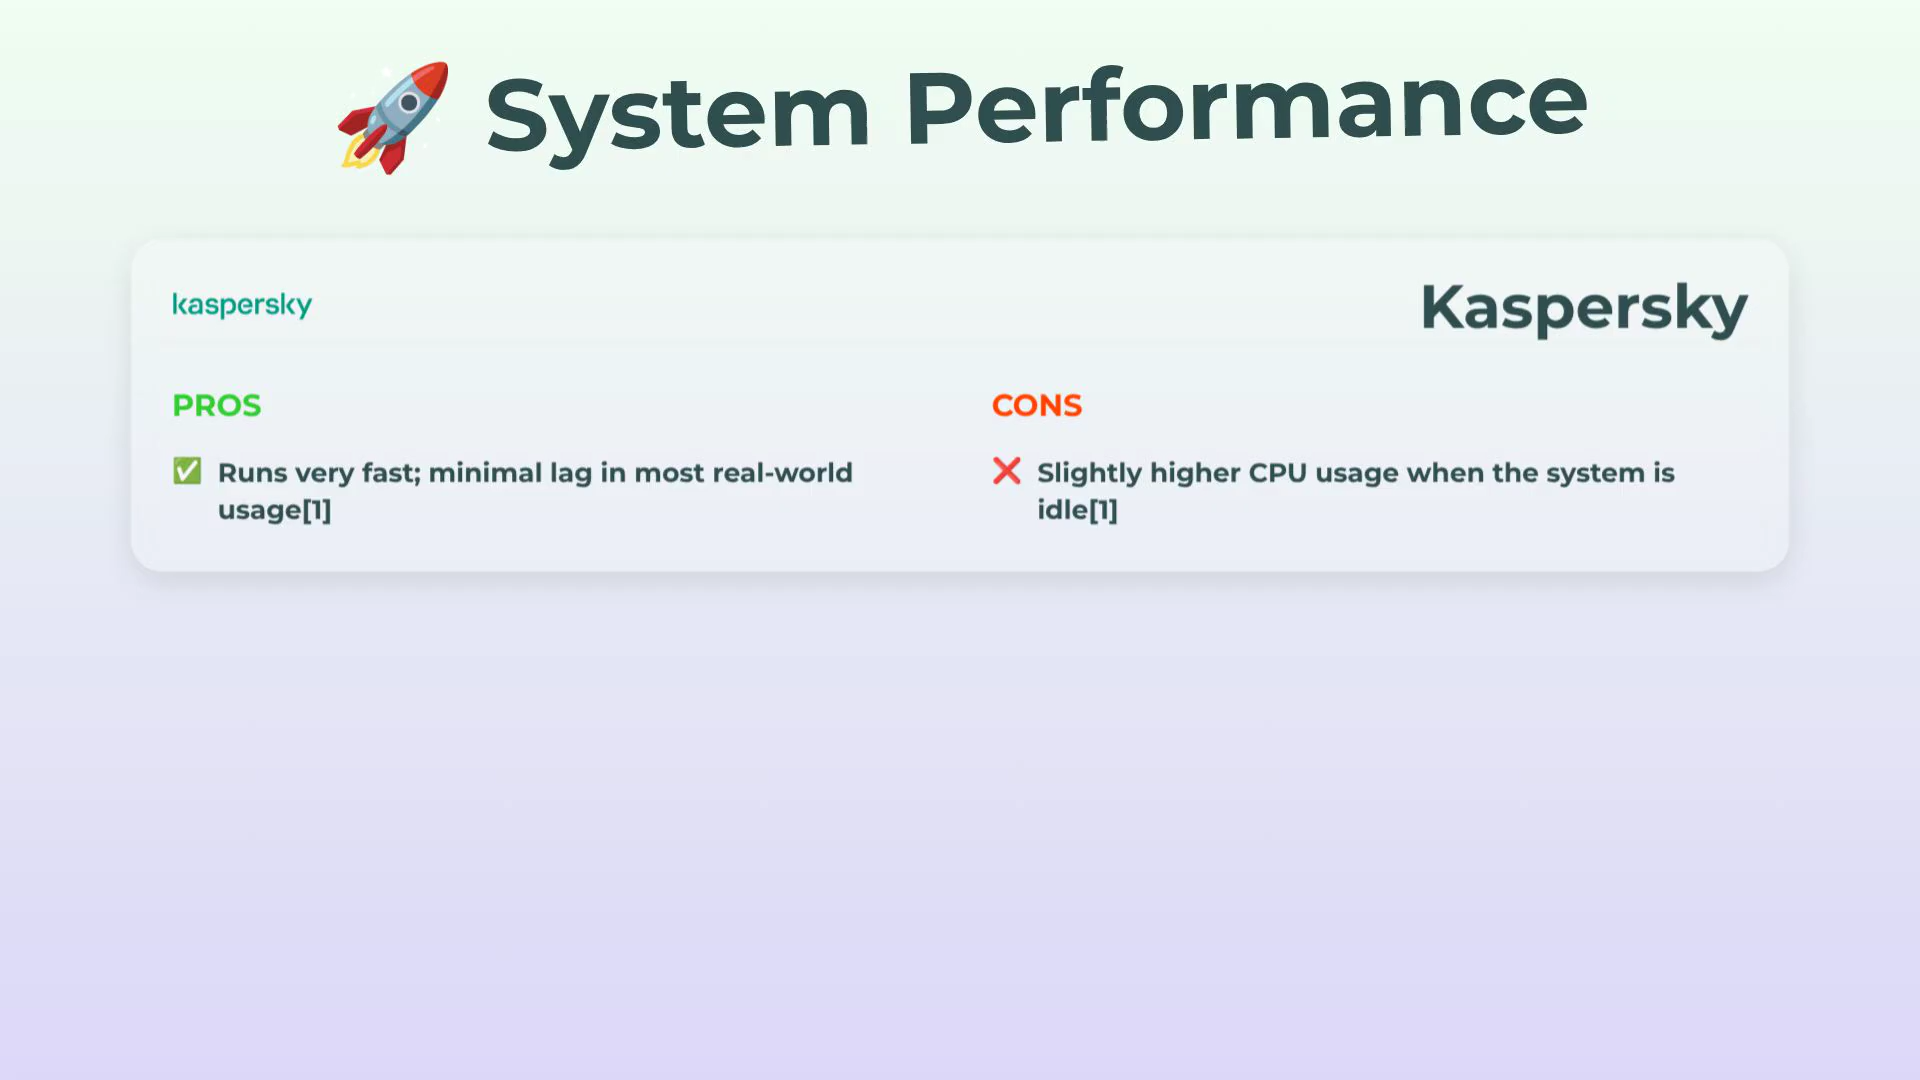 🚀 System Performance
kaspersky
Kaspersky
PROS
✅ Runs very fast; minimal lag in most real-world
usage[1]
CONS
❌ Slightly higher CPU usage when the system is
idle[1]